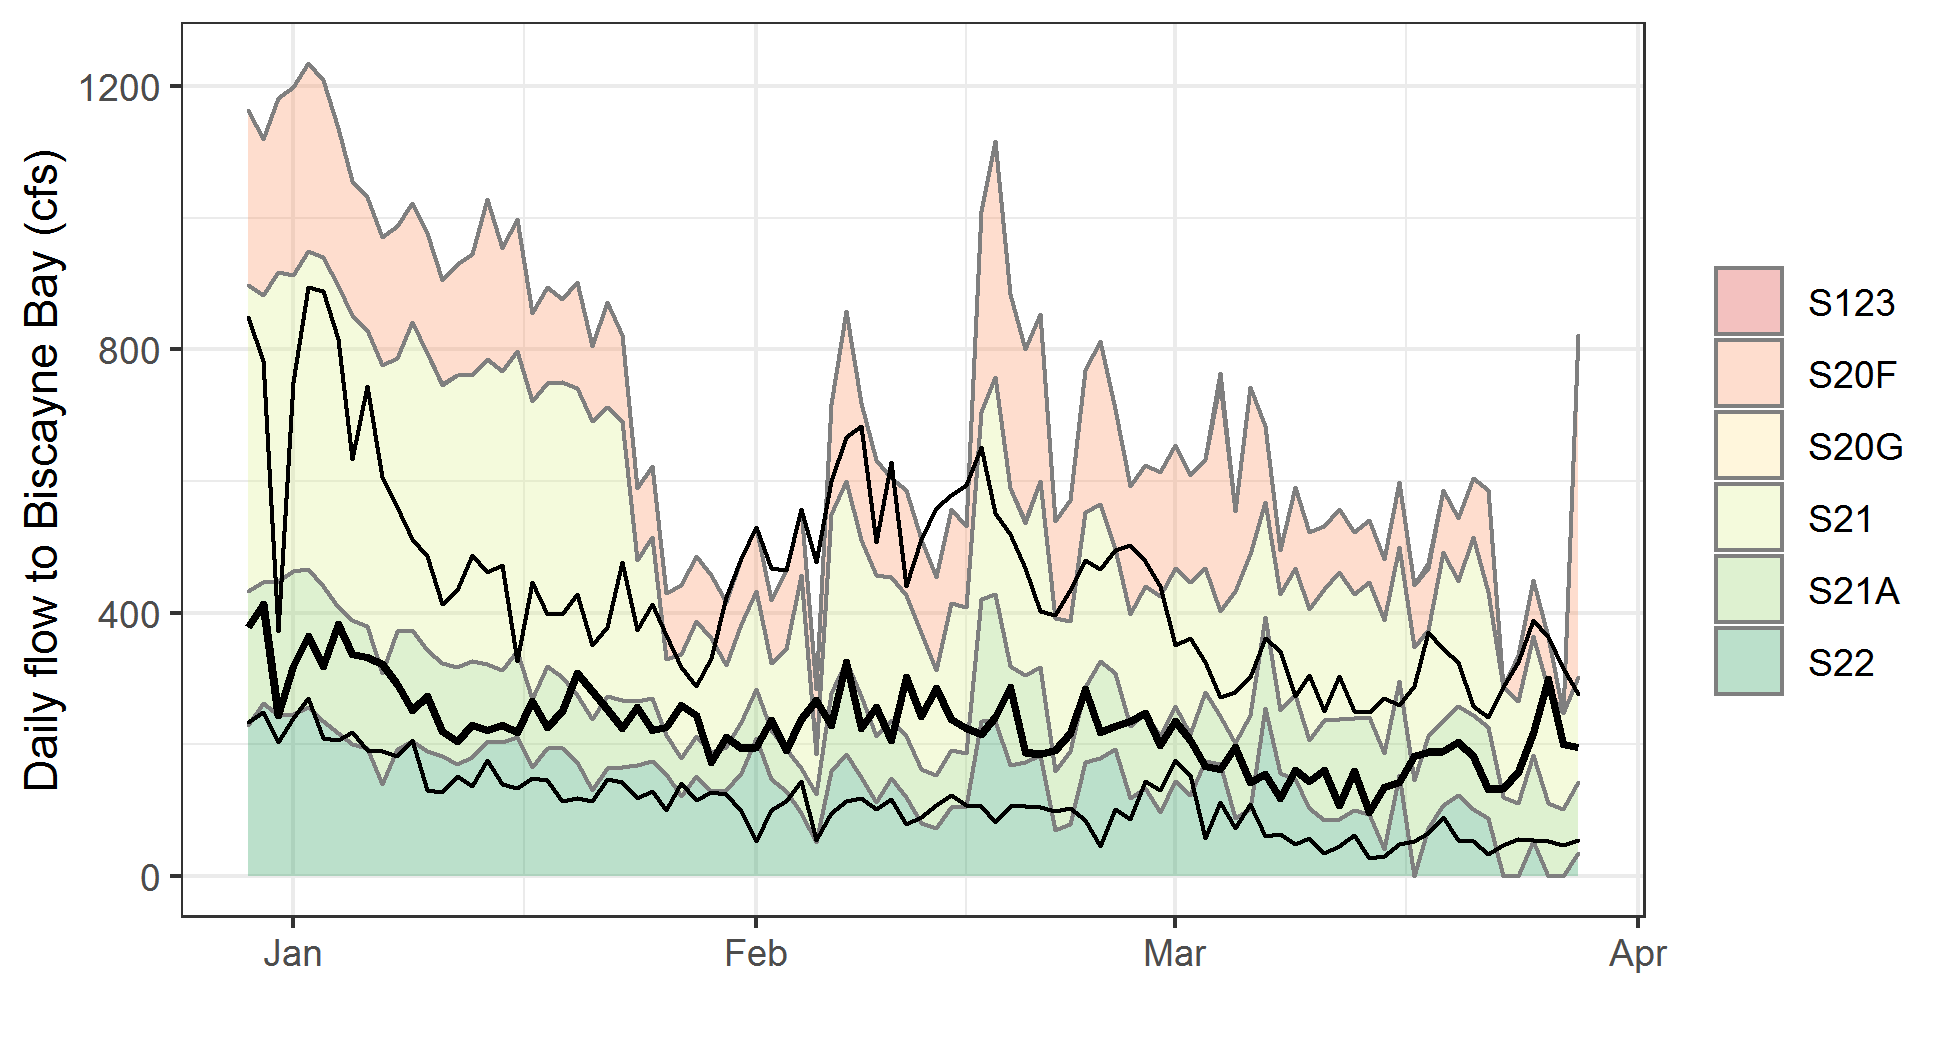 Daily flow to Biscayne Bay (cfs)
1200
800
400
0
Jan
Feb
Mar
Apr
S123
S20F
S20G
S21
S21A
S22